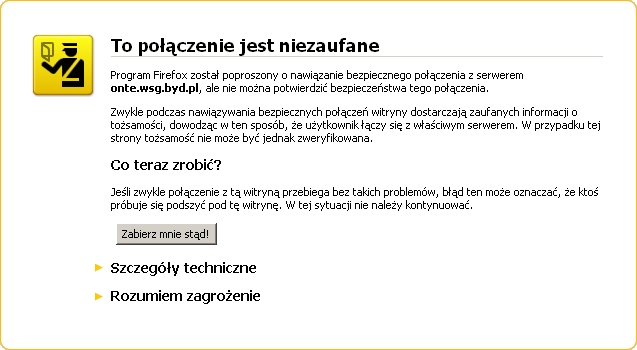 To połączenie jest niezaufane
Program Firefox został poproszony o nawiązanie bezpiecznego połączenia z serwerem
onte.wsg.byd.pl, ale nie można potwierdzić bezpieczeństwa tego połączenia.
Zwykle podczas nawiązywania bezpiecznych połączeń witryny dostarczają zaufanych informacji o
tożsamości, dowodząc w ten sposób, że użytkownik łączy się z właściwym serwerem. W przypadku tej
strony tożsamość nie może być jednak zweryfikowana.
Co teraz zrobić?
Jeśli zwykle połączenie z tą witryną przebiega bez takich problemów, błąd ten może oznaczać, że ktoś
próbuje się podszyć pod tę witrynę. W tej sytuacji nie należy kontynuować.
Zabierz mnie stąd!
Szczegóły techniczne
Rozumiem zagrożenie